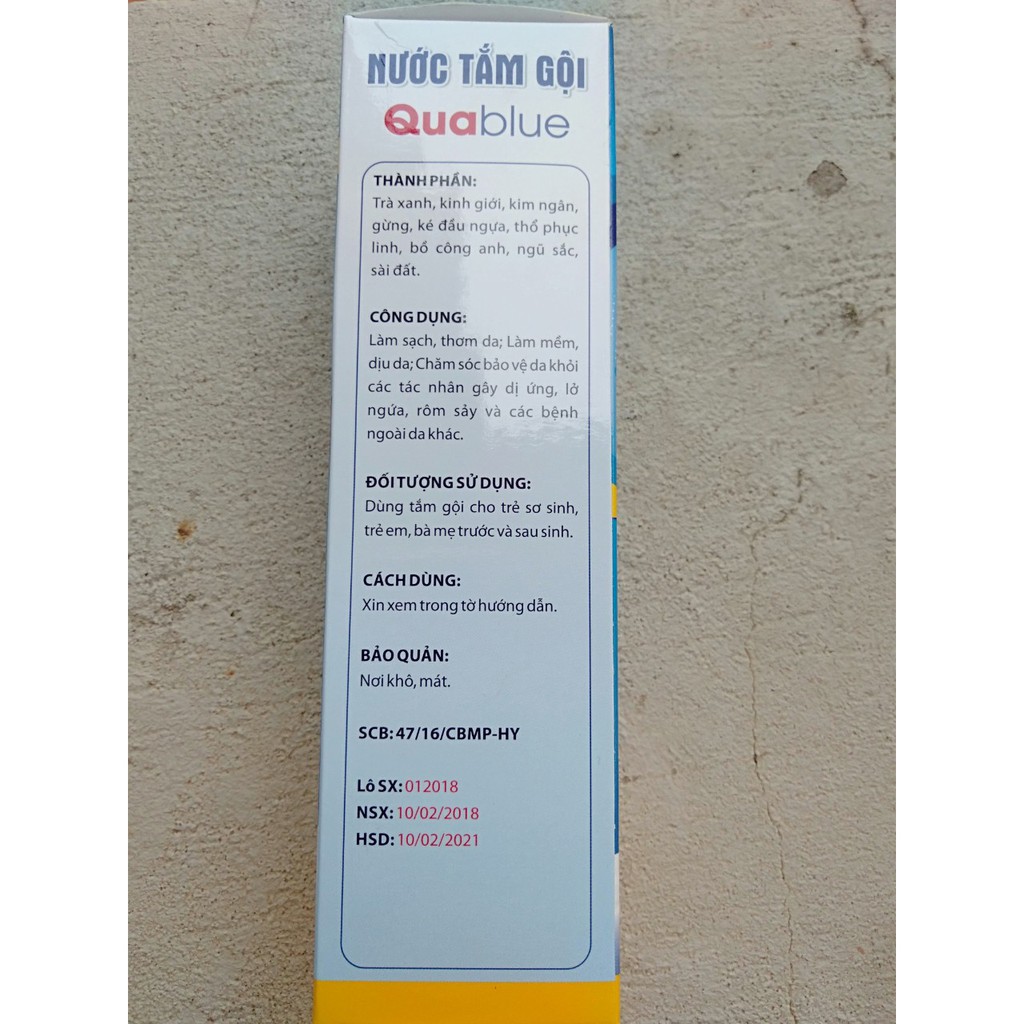 NƯỚC TẮM GỘI
Quablue
THÀNH PHẦN:
Trà xanh, kinh giới, kim ngân,
gừng, ké đầu ngựa, thổ phục
linh, bồ công anh, ngũ sắc,
sài đất.
CÔNG DỤNG:
Làm sạch, thơm da; Làm mềm,
dịu da; Chăm sóc bảo vệ da khỏi
các tác nhân gây dị ứng, lở
ngứa, rôm sảy và các bệnh
ngoài da khác.
ĐỐI TƯỢNG SỬ DỤNG:
Dùng tắm gội cho trẻ sơ sinh,
trẻ em, bà mẹ trước và sau sinh.
CÁCH DÙNG:
Xin xem trong tờ hướng dẫn.
BẢO QUẢN:
Nơi khô, mát.
SCB: 47/16/CBMP-HY
Lô SX: 012018
NSX: 10/02/2018
HSD: 10/02/2021